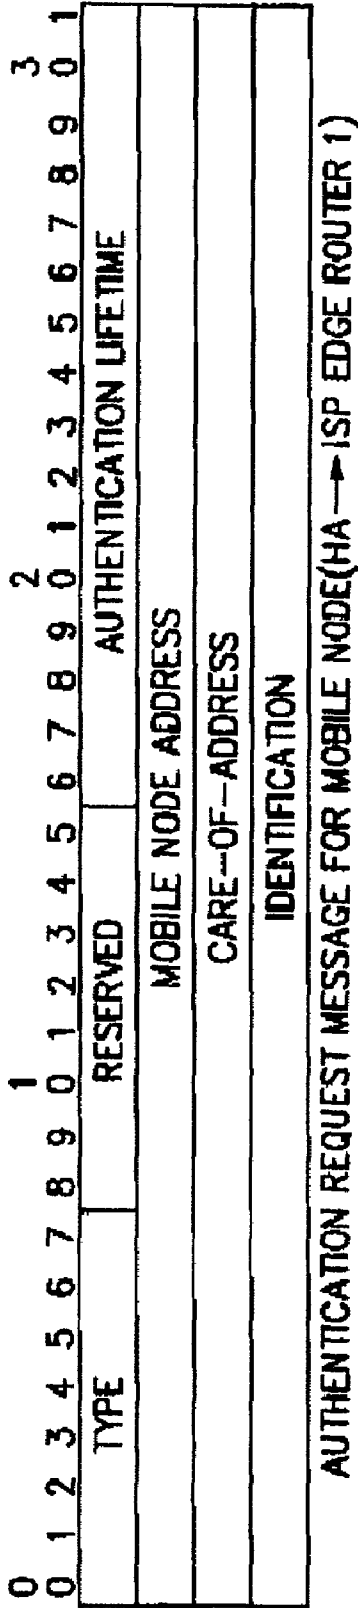 0 1 2 3
0 1 2 3 4 5 6 7 8 9 0 1 2 3 4 5 6 7 8 9 0 1 2 3 4 5 6 7 8 9 0 1
TYPE RESERVED AUTHENTICATION LIFETIME
MOBILE NODE ADDRESS
CARE-OF-ADDRESS
IDENTIFICATION
AUTHENTICATION REQUEST MESSAGE FOR MOBILE NODE(HA→ISP EDGE ROUTER 1)